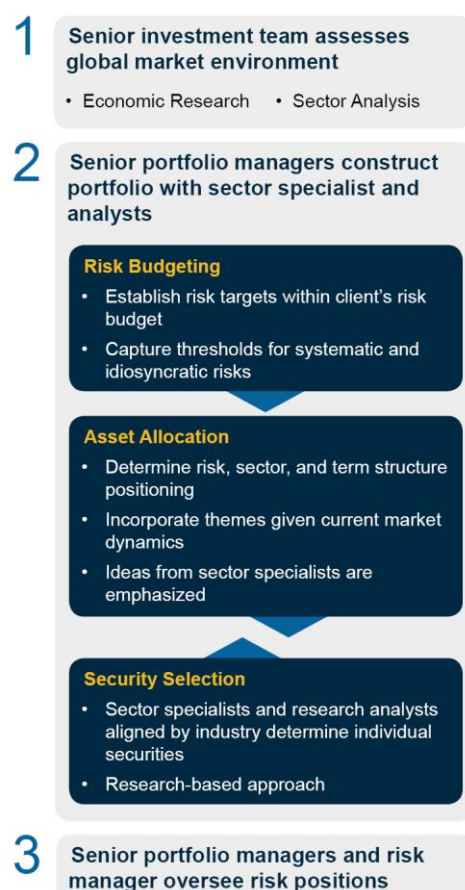 1
Senior investment team assesses
global market environment
• Economic Research • Sector Analysis
2
Senior portfolio managers construct
portfolio with sector specialist and
analysts
Risk Budgeting
• Establish risk targets within client's risk
budget
• Capture thresholds for systematic and
idiosyncratic risks
Asset Allocation
• Determine risk, sector, and term structure
positioning
• Incorporate themes given current market
dynamics
• Ideas from sector specialists are
emphasized
Security Selection
• Sector specialists and research analysts
aligned by industry determine individual
securities
• Research-based approach
3
Senior portfolio managers and risk
manager oversee risk positions